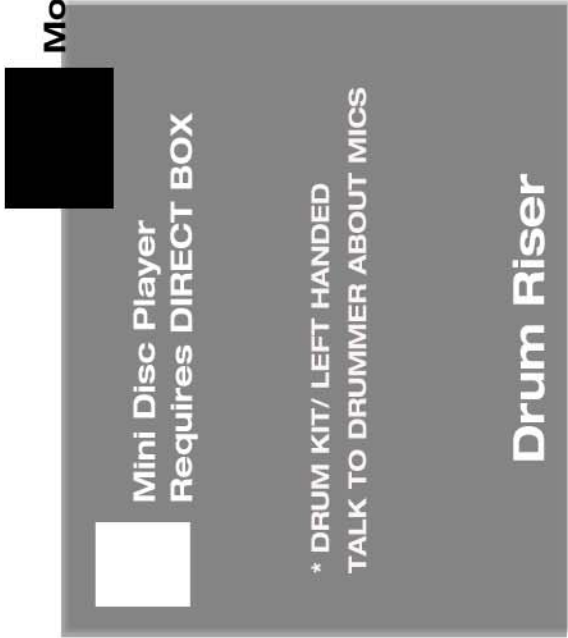 Mini Disc Player
Requires DIRECT BOX
* DRUM KIT/ LEFT HANDED
TALK TO DRUMMER ABOUT MICS
Drum Riser